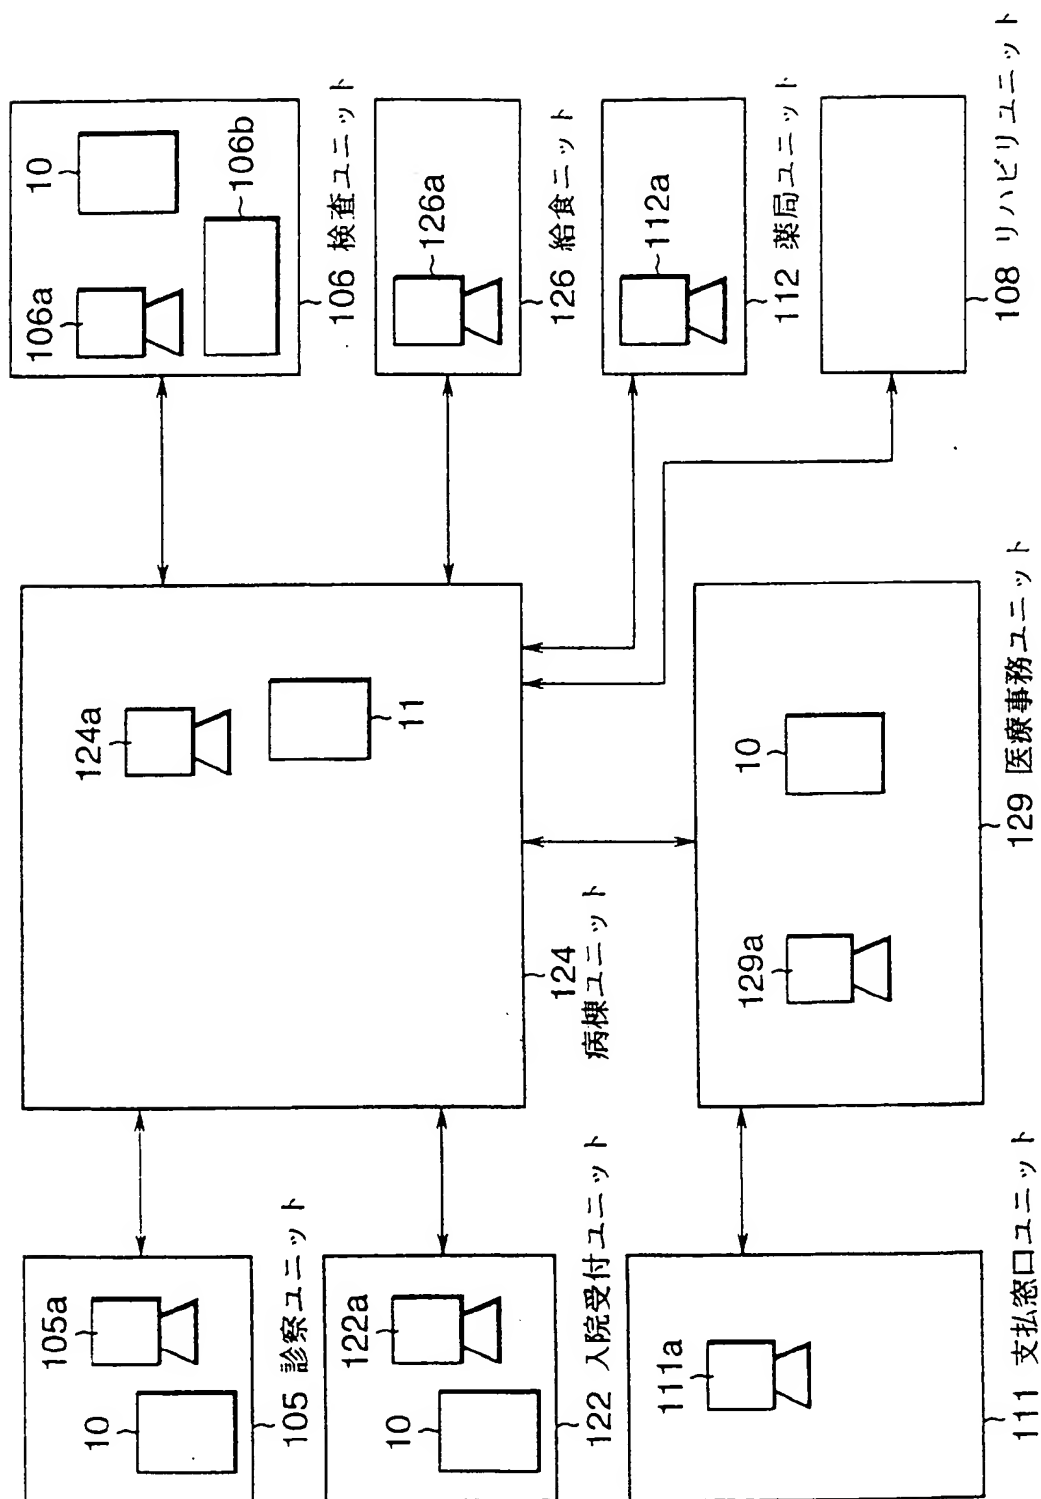 10
105a
105 診察ユニット
10
122a
122 入院受付ユニット
111a
111 支払窓口ユニット
124a
11
124
病棟ユニット
129a
10
129 医療事務ユニット
106a
10
106b
106 検査ユニット
126a
126 給食ニット
112a
112 薬局ユニット
108 リハビリユニット